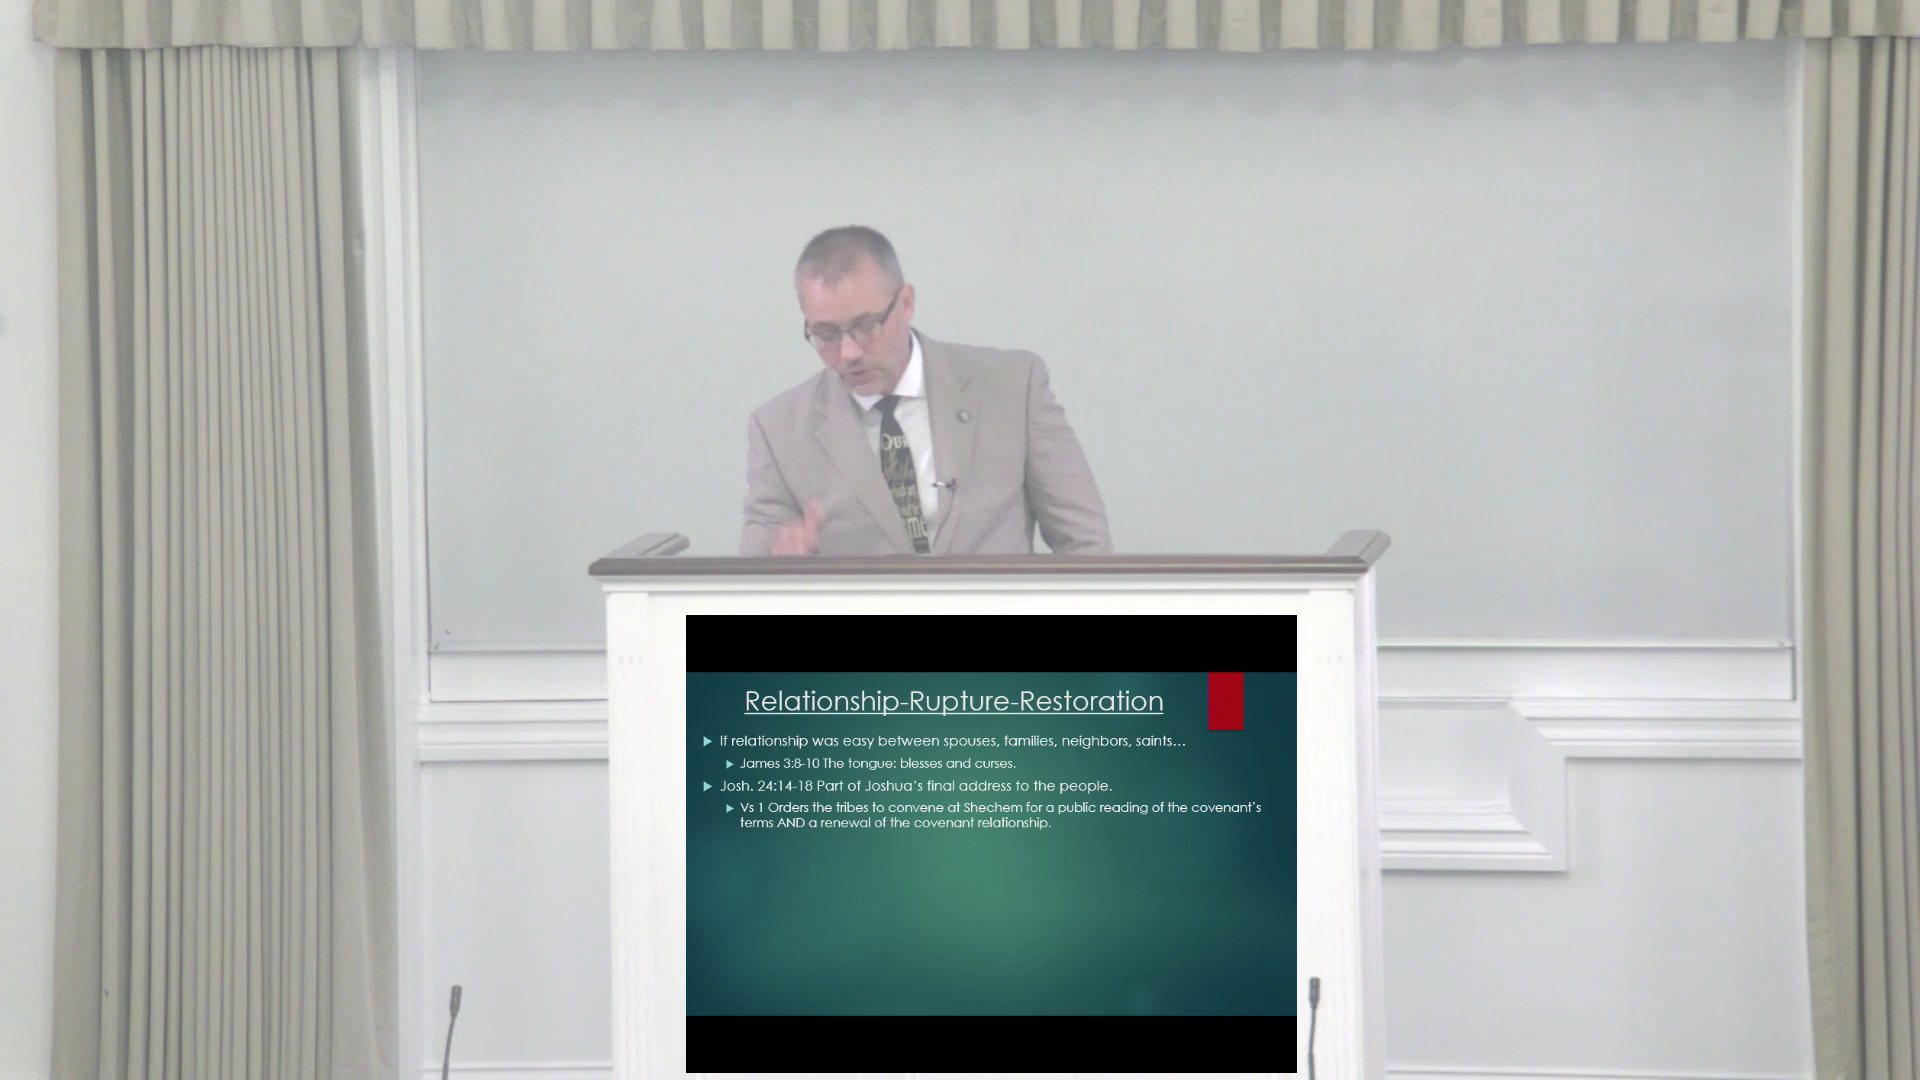 OUR
me
Relationship-Rupture-Restoration
If relationship was easy between spouses, families, neighbors, saints...
James 3:8-10 The tongue: blesses and curses.
Josh. 24:14-18 Part of Joshua's final address to the people.
Vs 1 Orders the tribes to convene at Shechem for a public reading of the covenant's
terms AND a renewal of the covenant relationship.